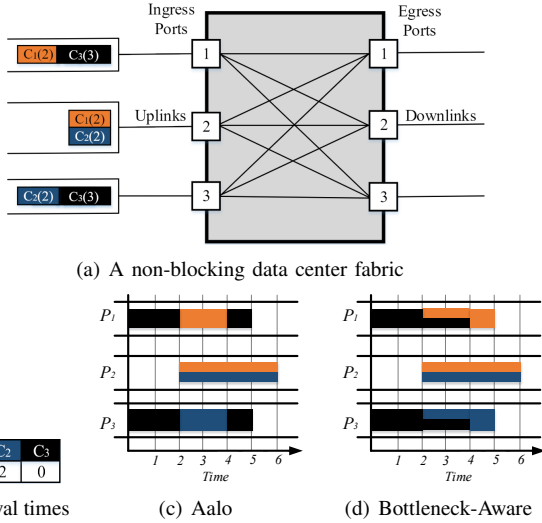 Ingress Ports
Egress Ports
C₁(2) C₃(3)
1
1
Uplinks
C₁(2)
C₂(2)
2
2
Downlinks
C₂(2) C₃(3)
3
3
(a) A non-blocking data center fabric
P₁
P₂
P₃
1 2 3 4 5 6
Time
P₁
P₂
P₃
1 2 3 4 5 6
Time
C₂ C₃
2 0
val times
(c) Aalo
(d) Bottleneck-Aware